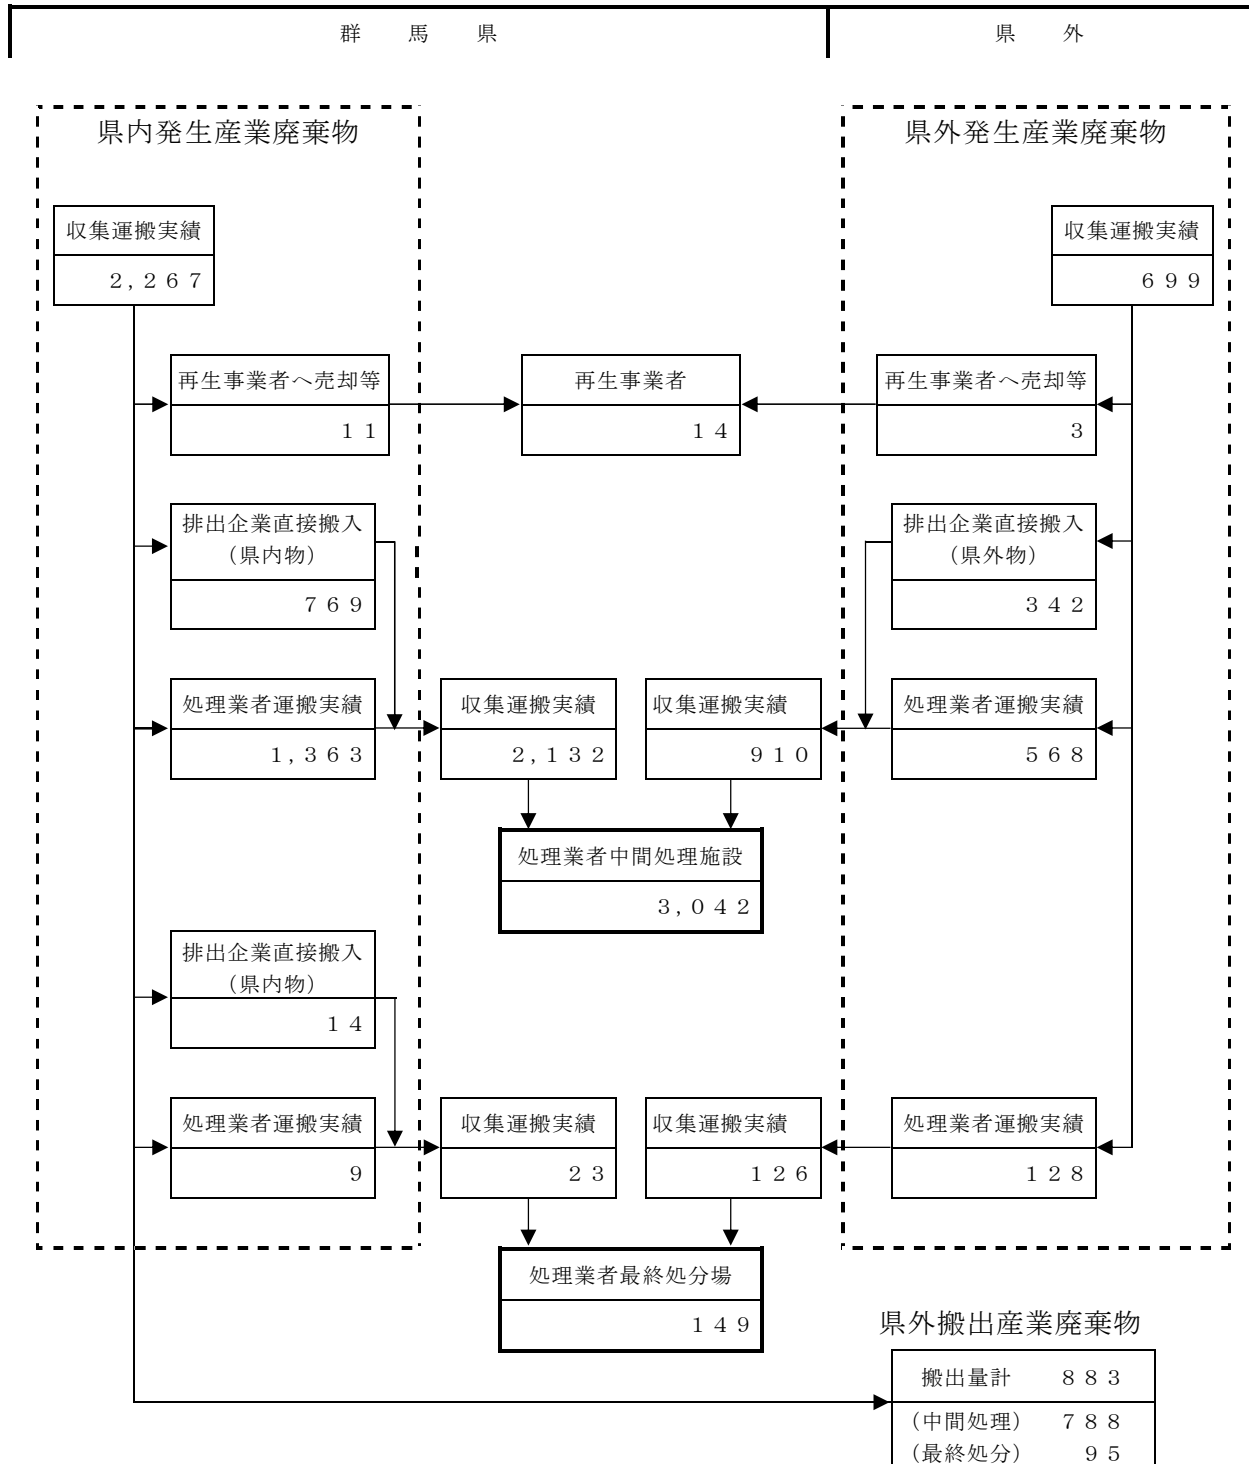 群馬県
県外
県内発生産業廃棄物
県外発生産業廃棄物
収集運搬実績
2,267
収集運搬実績
699
再生事業者へ売却等
11
再生事業者
14
再生事業者へ売却等
3
排出企業直接搬入
(県内物)
769
排出企業直接搬入
(県外物)
342
処理業者運搬実績
1,363
収集運搬実績
2,132
収集運搬実績
910
処理業者運搬実績
568
処理業者中間処理施設
3,042
排出企業直接搬入
(県内物)
14
処理業者運搬実績
9
収集運搬実績
23
収集運搬実績
126
処理業者運搬実績
128
処理業者最終処分場
149
県外搬出産業廃棄物
搬出量計 883
(中間処理) 788
(最終処分) 95